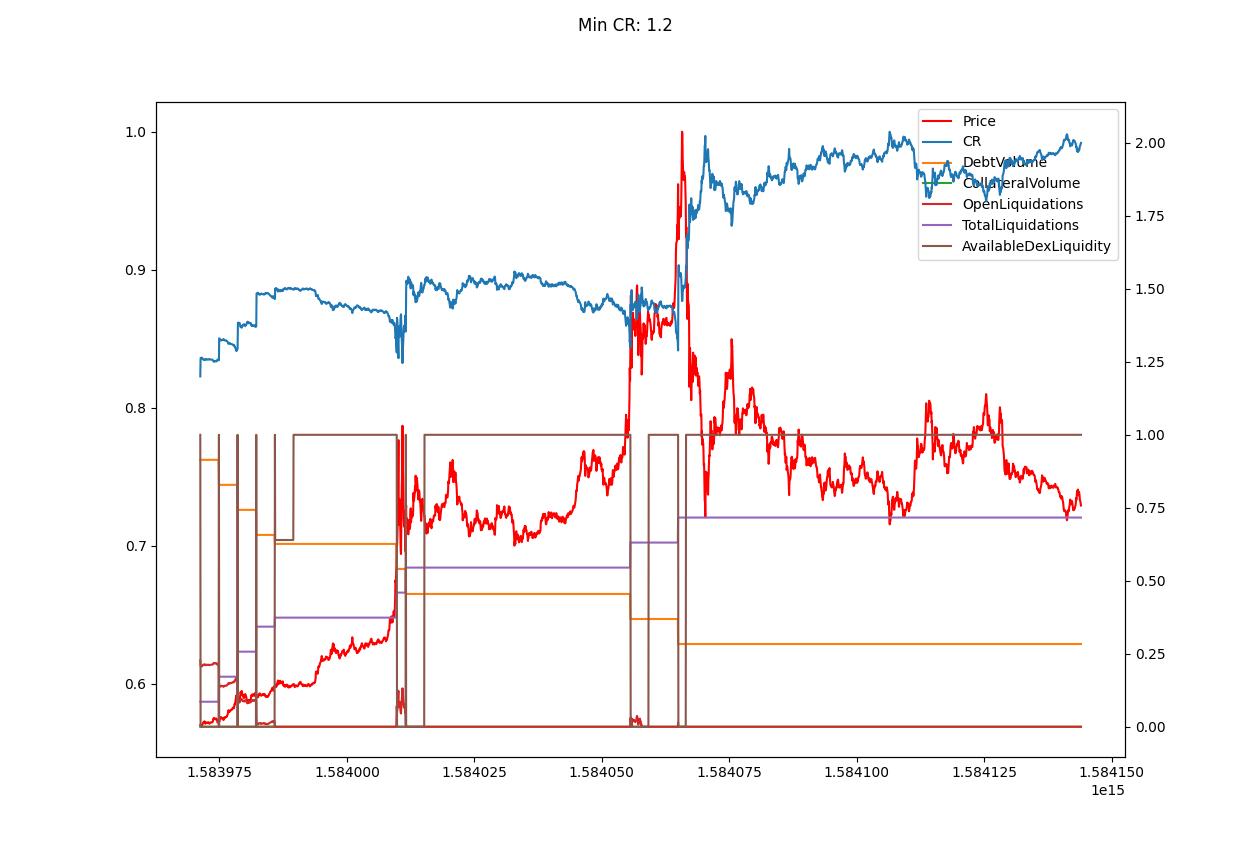 Min CR: 1.2
1.0
0.9
0.8
0.7
0.6
2.00
1.75
1.50
1.25
1.00
0.75
0.50
0.25
0.00
Price
CR
DebtVolume
CollateralVolume
OpenLiquidations
TotalLiquidations
AvailableDexLiquidity
1.583975 1.584000 1.584025 1.584050 1.584075 1.584100 1.584125 1.584150
1e15